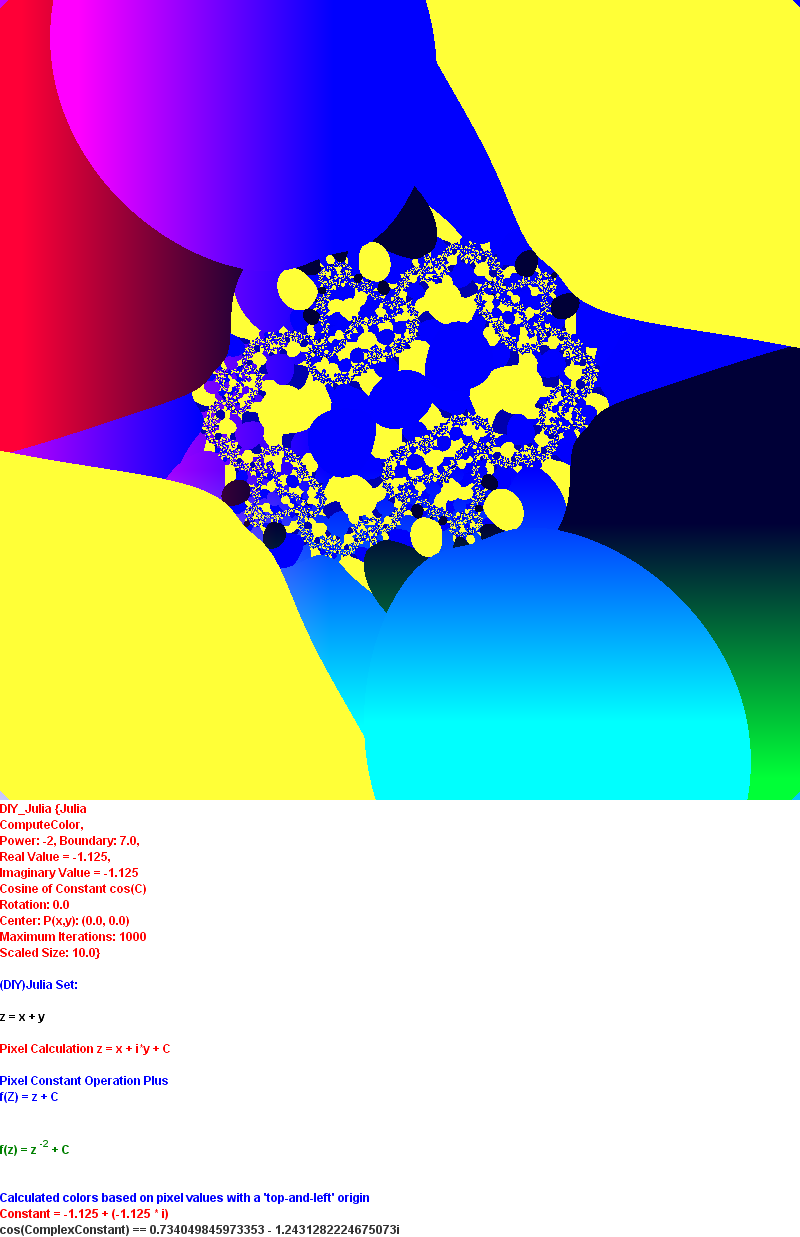 DIY_Julia {Julia
ComputeColor,
Power: -2, Boundary: 7.0,
Real Value = -1.125,
Imaginary Value = -1.125
Cosine of Constant cos(C)
Rotation: 0.0
Center: P(x,y): (0.0, 0.0)
Maximum Iterations: 1000
Scaled Size: 10.0}
(DIY)Julia Set:
z = x + y
Pixel Calculation z = x + i*y + C
Pixel Constant Operation Plus
f(Z) = z + C
f(z) = z -2 + C
Calculated colors based on pixel values with a 'top-and-left' origin
Constant = -1.125 + (-1.125 * i)
cos(ComplexConstant) == 0.734049845973353 - 1.2431282224675073i